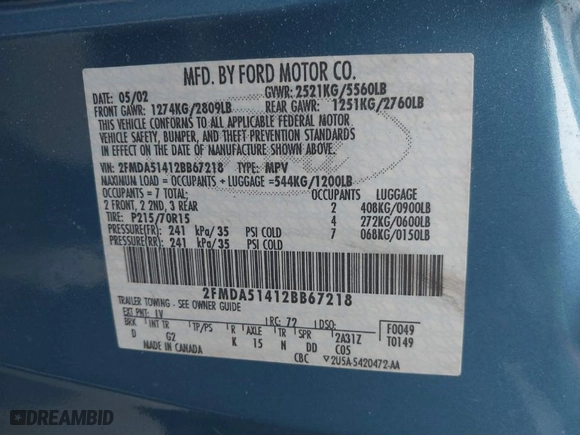 MFD. BY FORD MOTOR CO.
DATE: 05/02 GVWR: 2521KG/5560LB
FRONT GAWR: 1274KG/2809LB REAR GAWR: 1251KG/2760LB
THIS VEHICLE CONFORMS TO ALL APPLICABLE FEDERAL MOTOR
VEHICLE SAFETY, BUMPER, AND THEFT PREVENTION STANDARDS
IN EFFECT ON THE DATE OF MANUFACTURE SHOWN ABOVE.
VIN: 2FMDA51412BB67218 TYPE: MPV
MAXIMUM LOAD = OCCUPANTS + LUGGAGE =544KG/1200LB
OCCUPANTS = 7 TOTAL: OCCUPANTS LUGGAGE
2 FRONT, 2 2ND, 3 REAR 2 408KG/0900LB
TIRE: P215/70R15 4 272KG/0600LB
PRESSURE(FR) 241 kPa/35 PSI COLD 7 068KG/0150LB
PRESSURE(RR) = 241 kPa/35 PSI COLD
2FMDA51412BB67218
TRAILER TOWING - SEE OWNER GUIDE
EXT PNT: LV RC: 72 DSO: F0049
BRK INT TR TP/PS R AXLE TR SPR 2A31Z T0149
D G2 K 15 N DD C0S
MADE IN CANADA CBC 2U5A-5420472-AA
DREAMBID